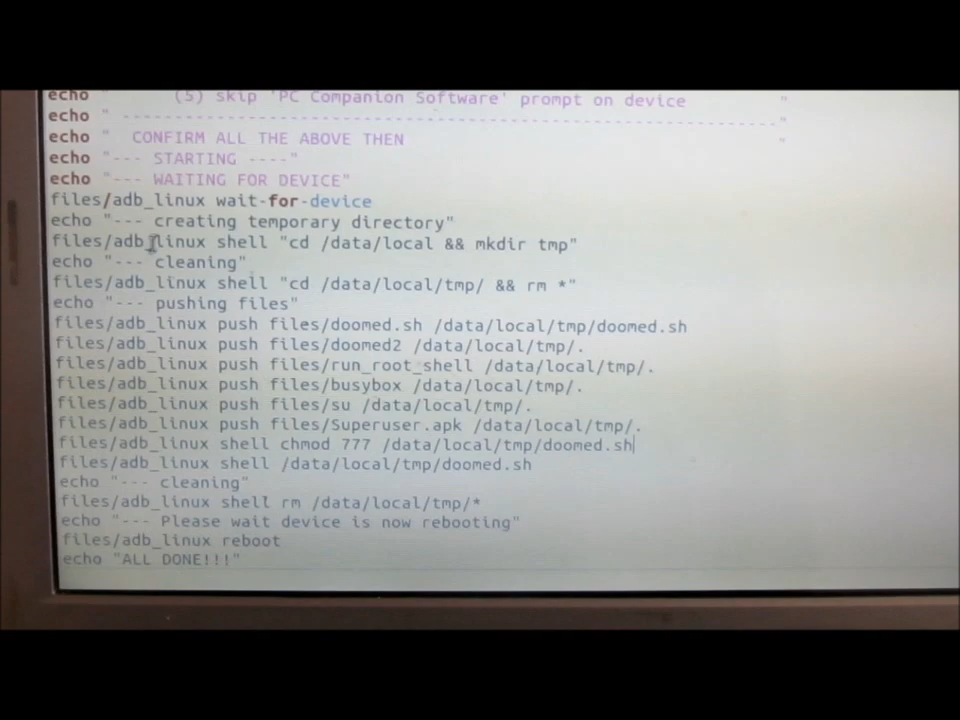 echo "        (5) skip 'PC Companion Software' prompt on device          "
echo " ---------------------------------------------------------------"
echo "   CONFIRM ALL THE ABOVE THEN                                    "
echo "--- STARTING ----"
echo "--- WAITING FOR DEVICE"
files/adb_linux wait-for-device
echo "--- creating temporary directory"
files/adb_linux shell "cd /data/local && mkdir tmp"
echo "--- cleaning"
files/adb_linux shell "cd /data/local/tmp/ && rm *"
echo "--- pushing files"
files/adb_linux push files/doomed.sh /data/local/tmp/doomed.sh
files/adb_linux push files/doomed2 /data/local/tmp/.
files/adb_linux push files/run_root_shell /data/local/tmp/.
files/adb_linux push files/busybox /data/local/tmp/.
files/adb_linux push files/su /data/local/tmp/.
files/adb_linux push files/Superuser.apk /data/local/tmp/.
files/adb_linux shell chmod 777 /data/local/tmp/doomed.sh
files/adb_linux shell /data/local/tmp/doomed.sh
echo "--- cleaning"
files/adb_linux shell rm /data/local/tmp/*
echo "--- Please wait device is now rebooting"
files/adb_linux reboot
echo "ALL DONE!!!"